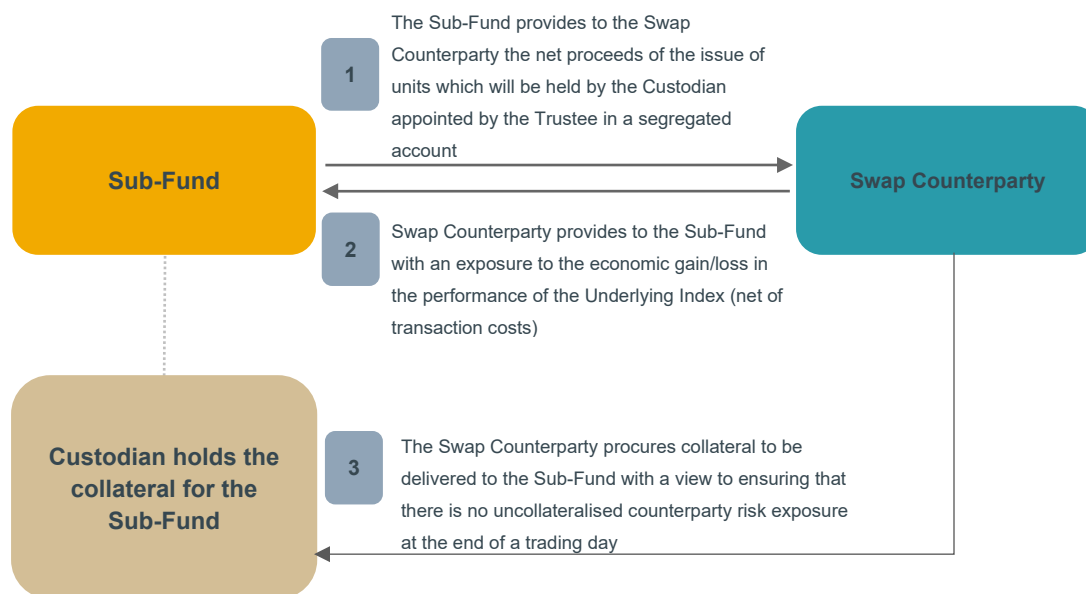 The Sub-Fund provides to the Swap
Counterparty the net proceeds of the issue of
units which will be held by the Custodian
appointed by the Trustee in a segregated
account
1
Sub-Fund
Swap Counterparty
2
Swap Counterparty provides to the Sub-Fund
with an exposure to the economic gain/loss in
the performance of the Underlying Index (net of
transaction costs)
Custodian holds the
collateral for the
Sub-Fund
3
The Swap Counterparty procures collateral to be
delivered to the Sub-Fund with a view to ensuring that
there is no uncollateralised counterparty risk exposure
at the end of a trading day